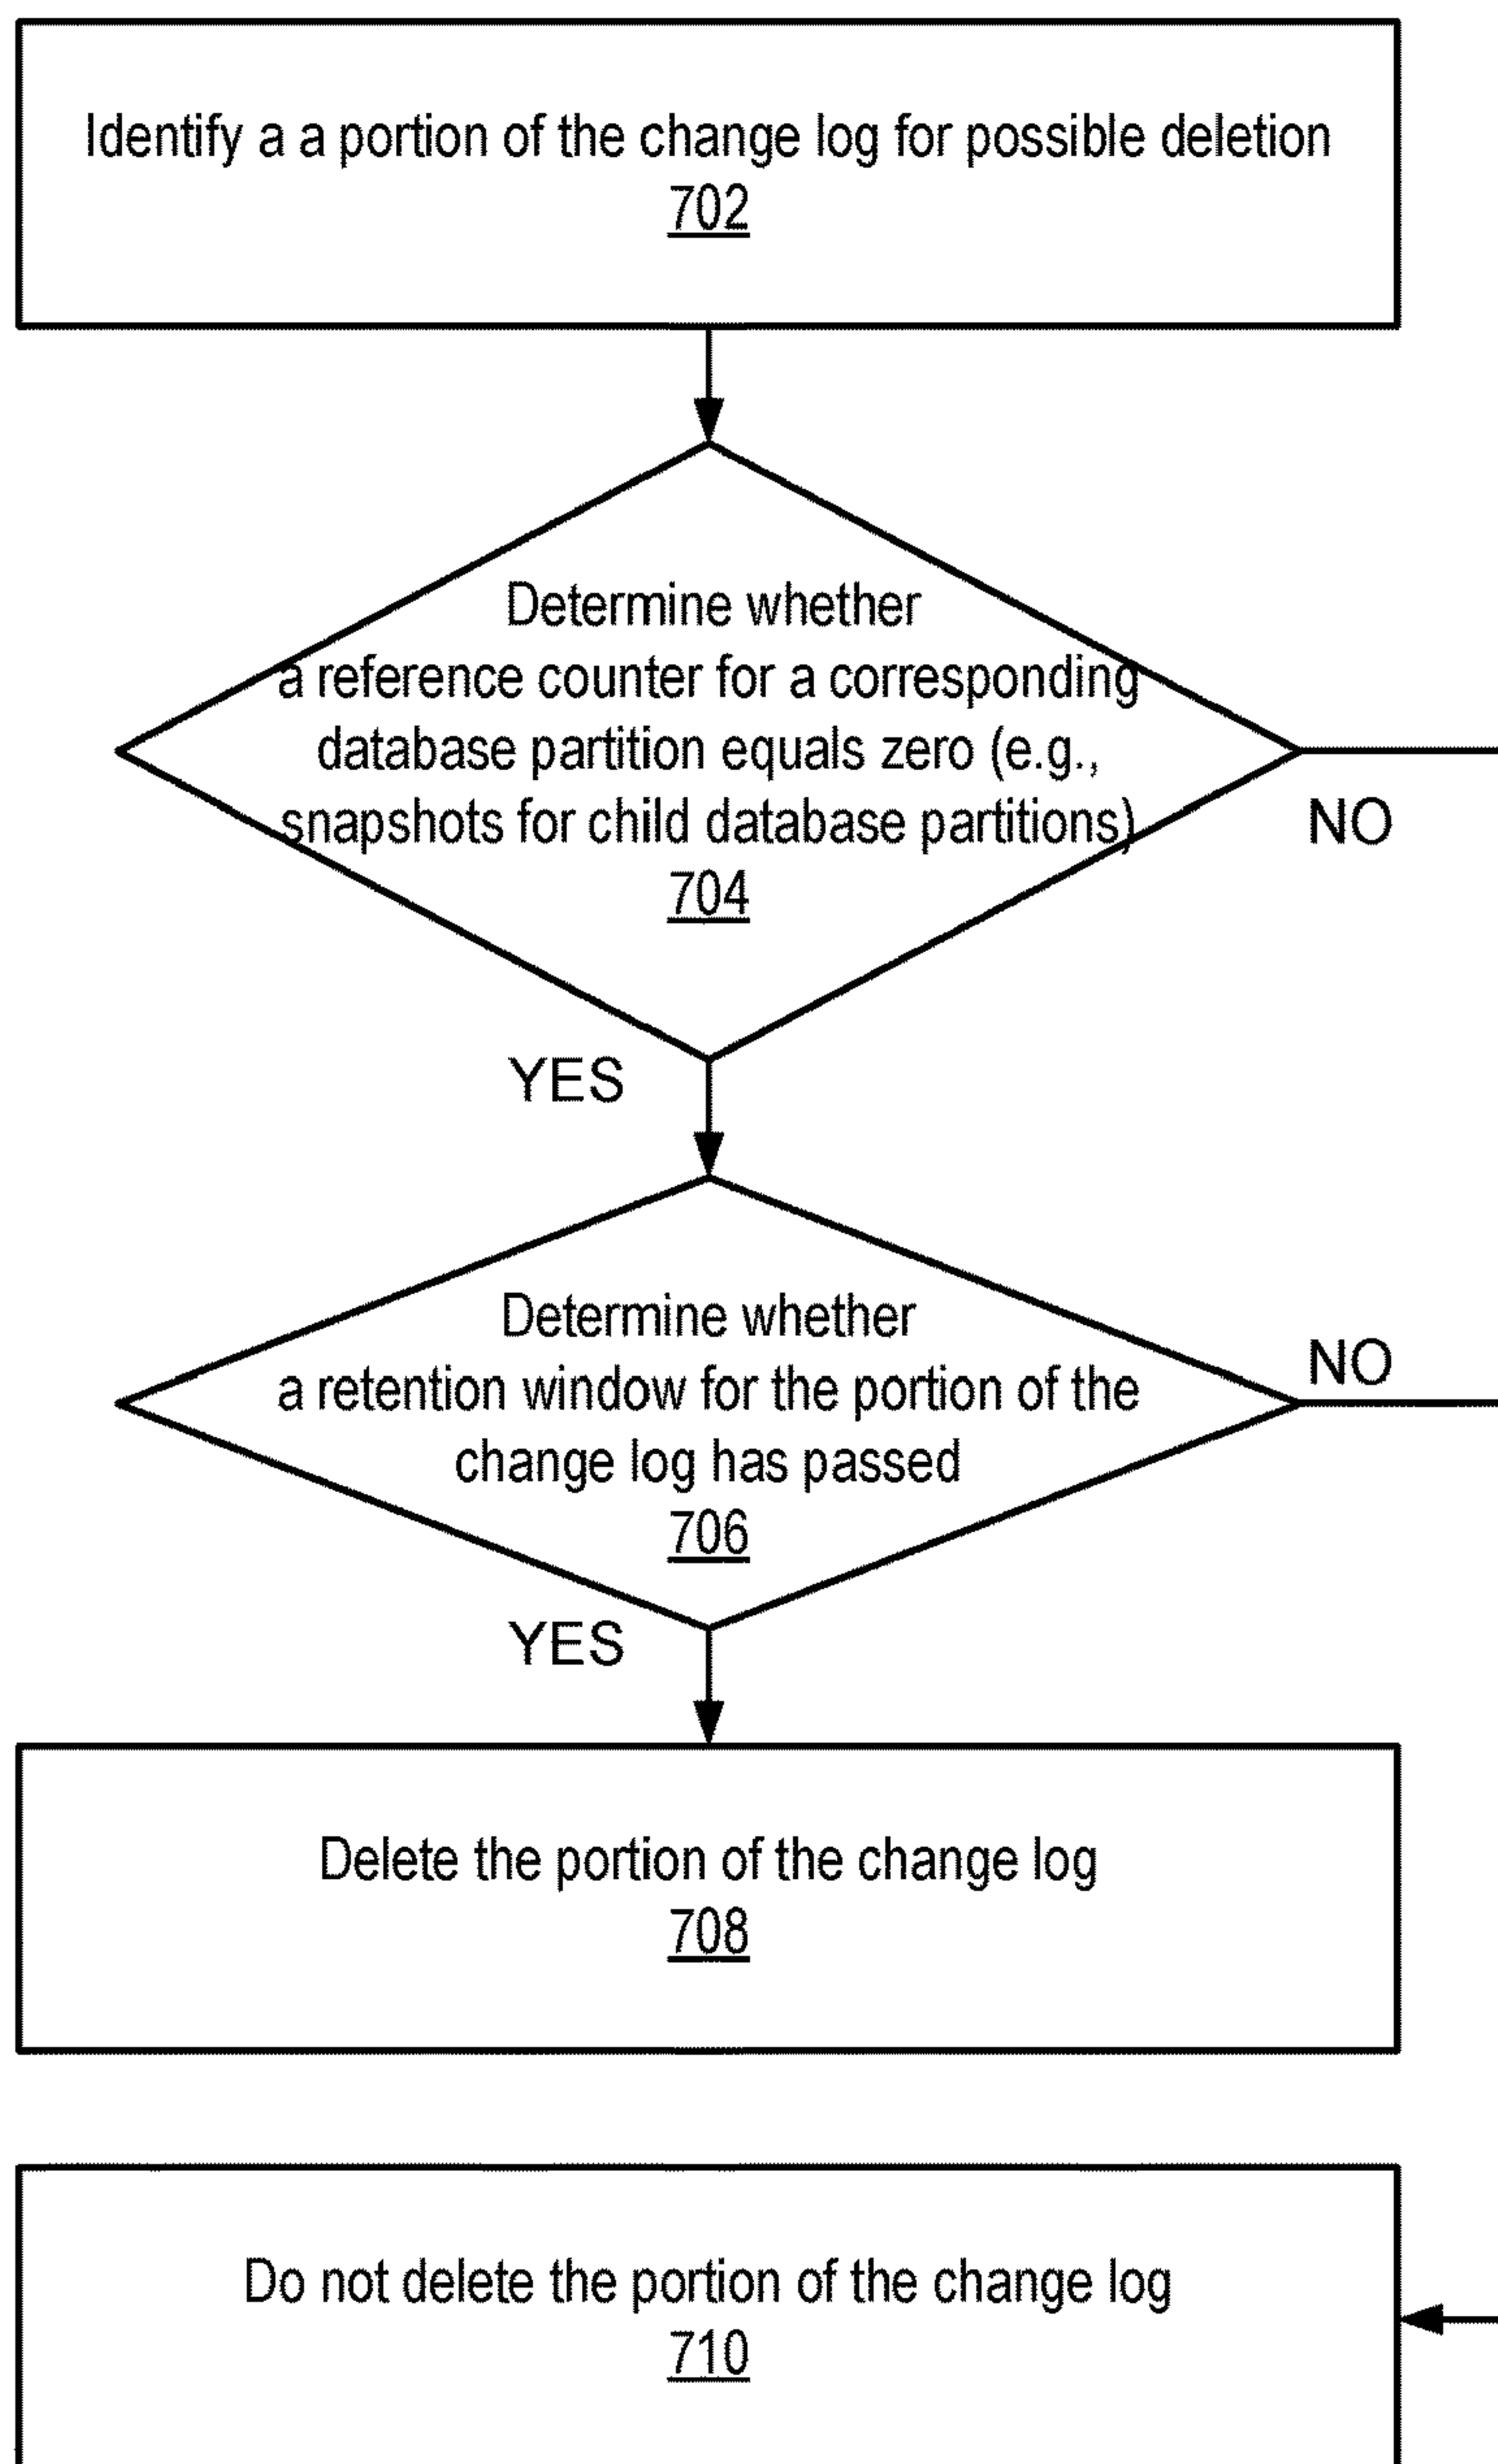 Identify a a portion of the change log for possible deletion
702
Determine whether
a reference counter for a corresponding
database partition equals zero (e.g.,
snapshots for child database partitions)
704
NO
YES
Determine whether
a retention window for the portion of the
change log has passed
706
NO
YES
Delete the portion of the change log
708
Do not delete the portion of the change log
710